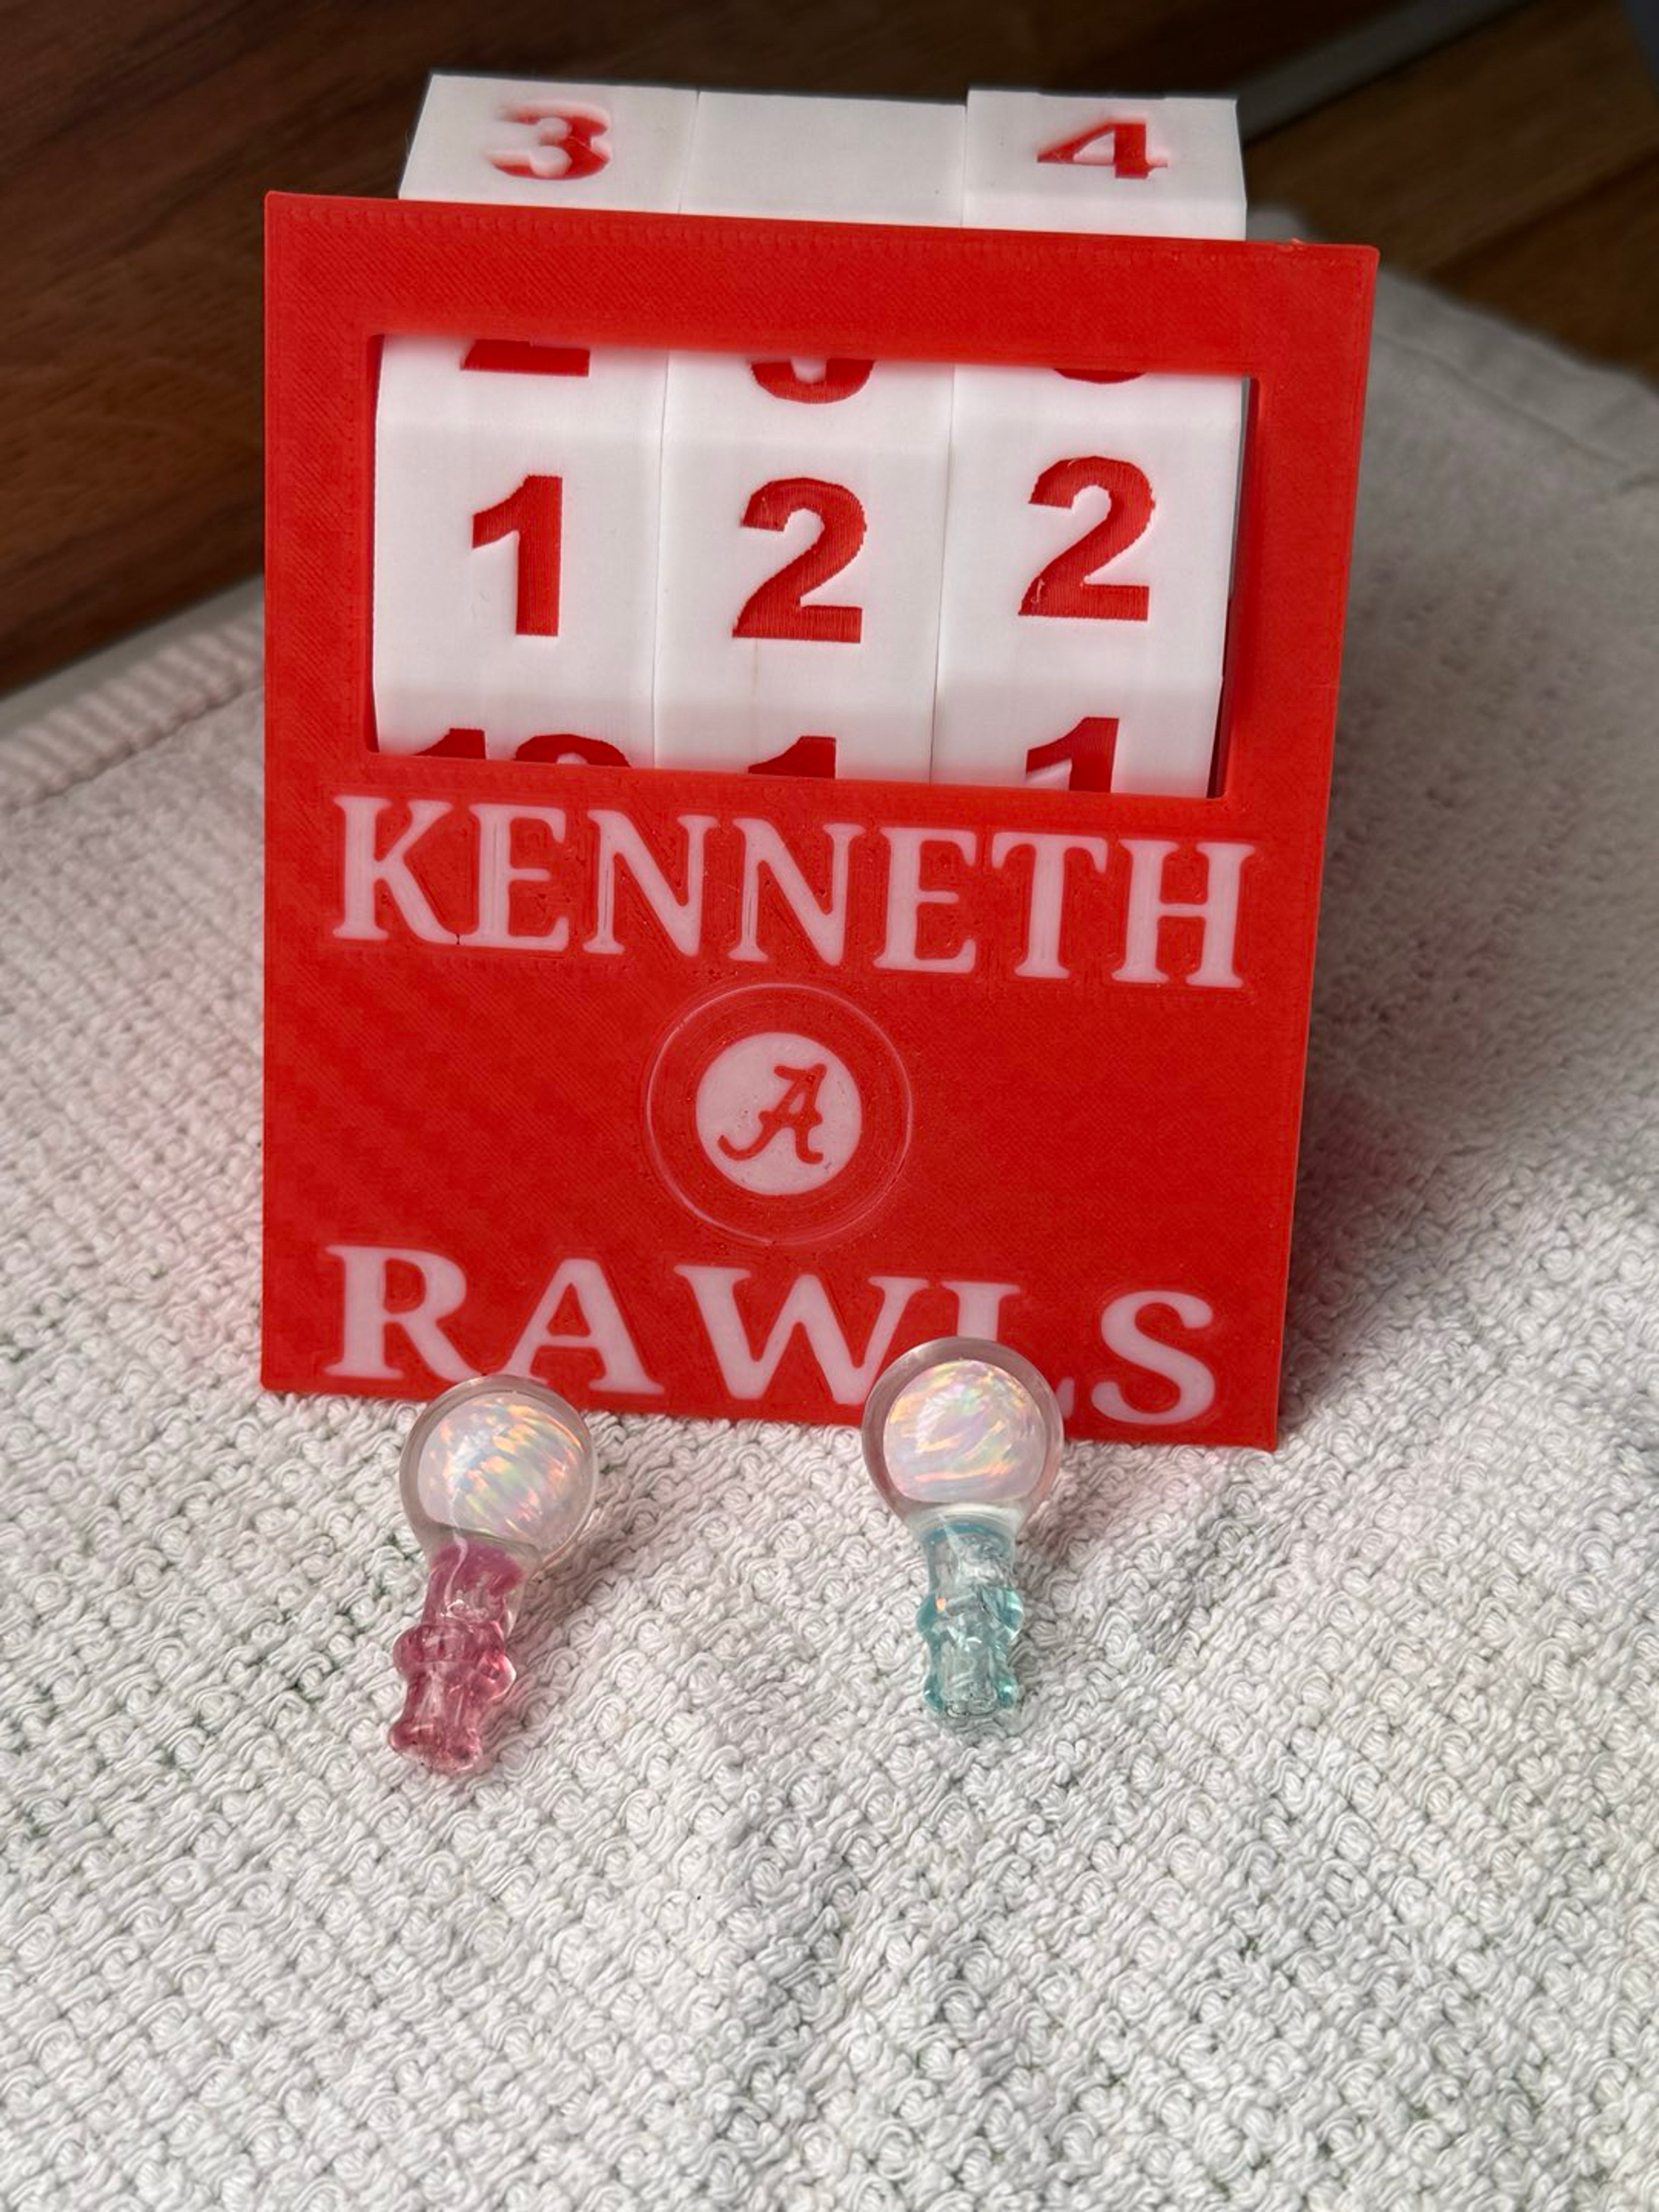 3 4
1 2 2
KENNETH
A
RAWLS